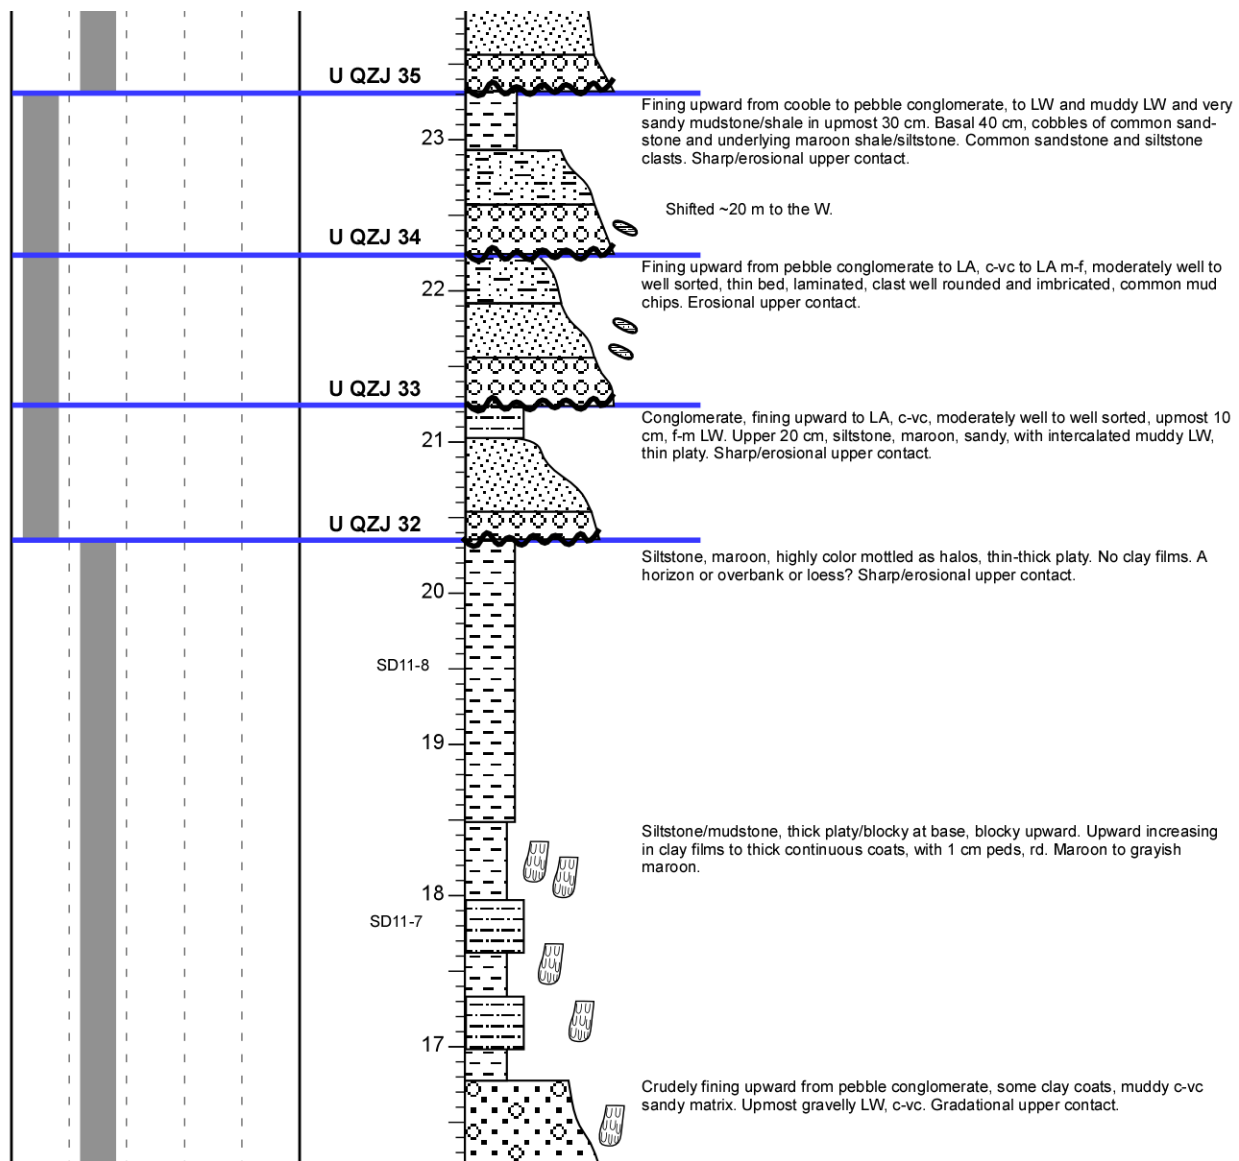 U QZJ 35
Fining upward from cooble to pebble conglomerate, to LW and muddy LW and very
sandy mudstone/shale in upmost 30 cm. Basal 40 cm, cobbles of common sand-
stone and underlying maroon shale/siltstone. Common sandstone and siltstone
clasts. Sharp/erosional upper contact.
23
Shifted ~20 m to the W.
U QZJ 34
Fining upward from pebble conglomerate to LA, c-vc to LA m-f, moderately well to
well sorted, thin bed, laminated, clast well rounded and imbricated, common mud
chips. Erosional upper contact.
22
U QZJ 33
Conglomerate, fining upward to LA, c-vc, moderately well to well sorted, upmost 10
cm, f-m LW. Upper 20 cm, siltstone, maroon, sandy, with intercalated muddy LW,
thin platy. Sharp/erosional upper contact.
21
U QZJ 32
Siltstone, maroon, highly color mottled as halos, thin-thick platy. No clay films. A
horizon or overbank or loess? Sharp/erosional upper contact.
20
SD11-8
19
Siltstone/mudstone, thick platy/blocky at base, blocky upward. Upward increasing
in clay films to thick continuous coats, with 1 cm peds, rd. Maroon to grayish
maroon.
18
SD11-7
17
Crudely fining upward from pebble conglomerate, some clay coats, muddy c-vc
sandy matrix. Upmost gravelly LW, c-vc. Gradational upper contact.